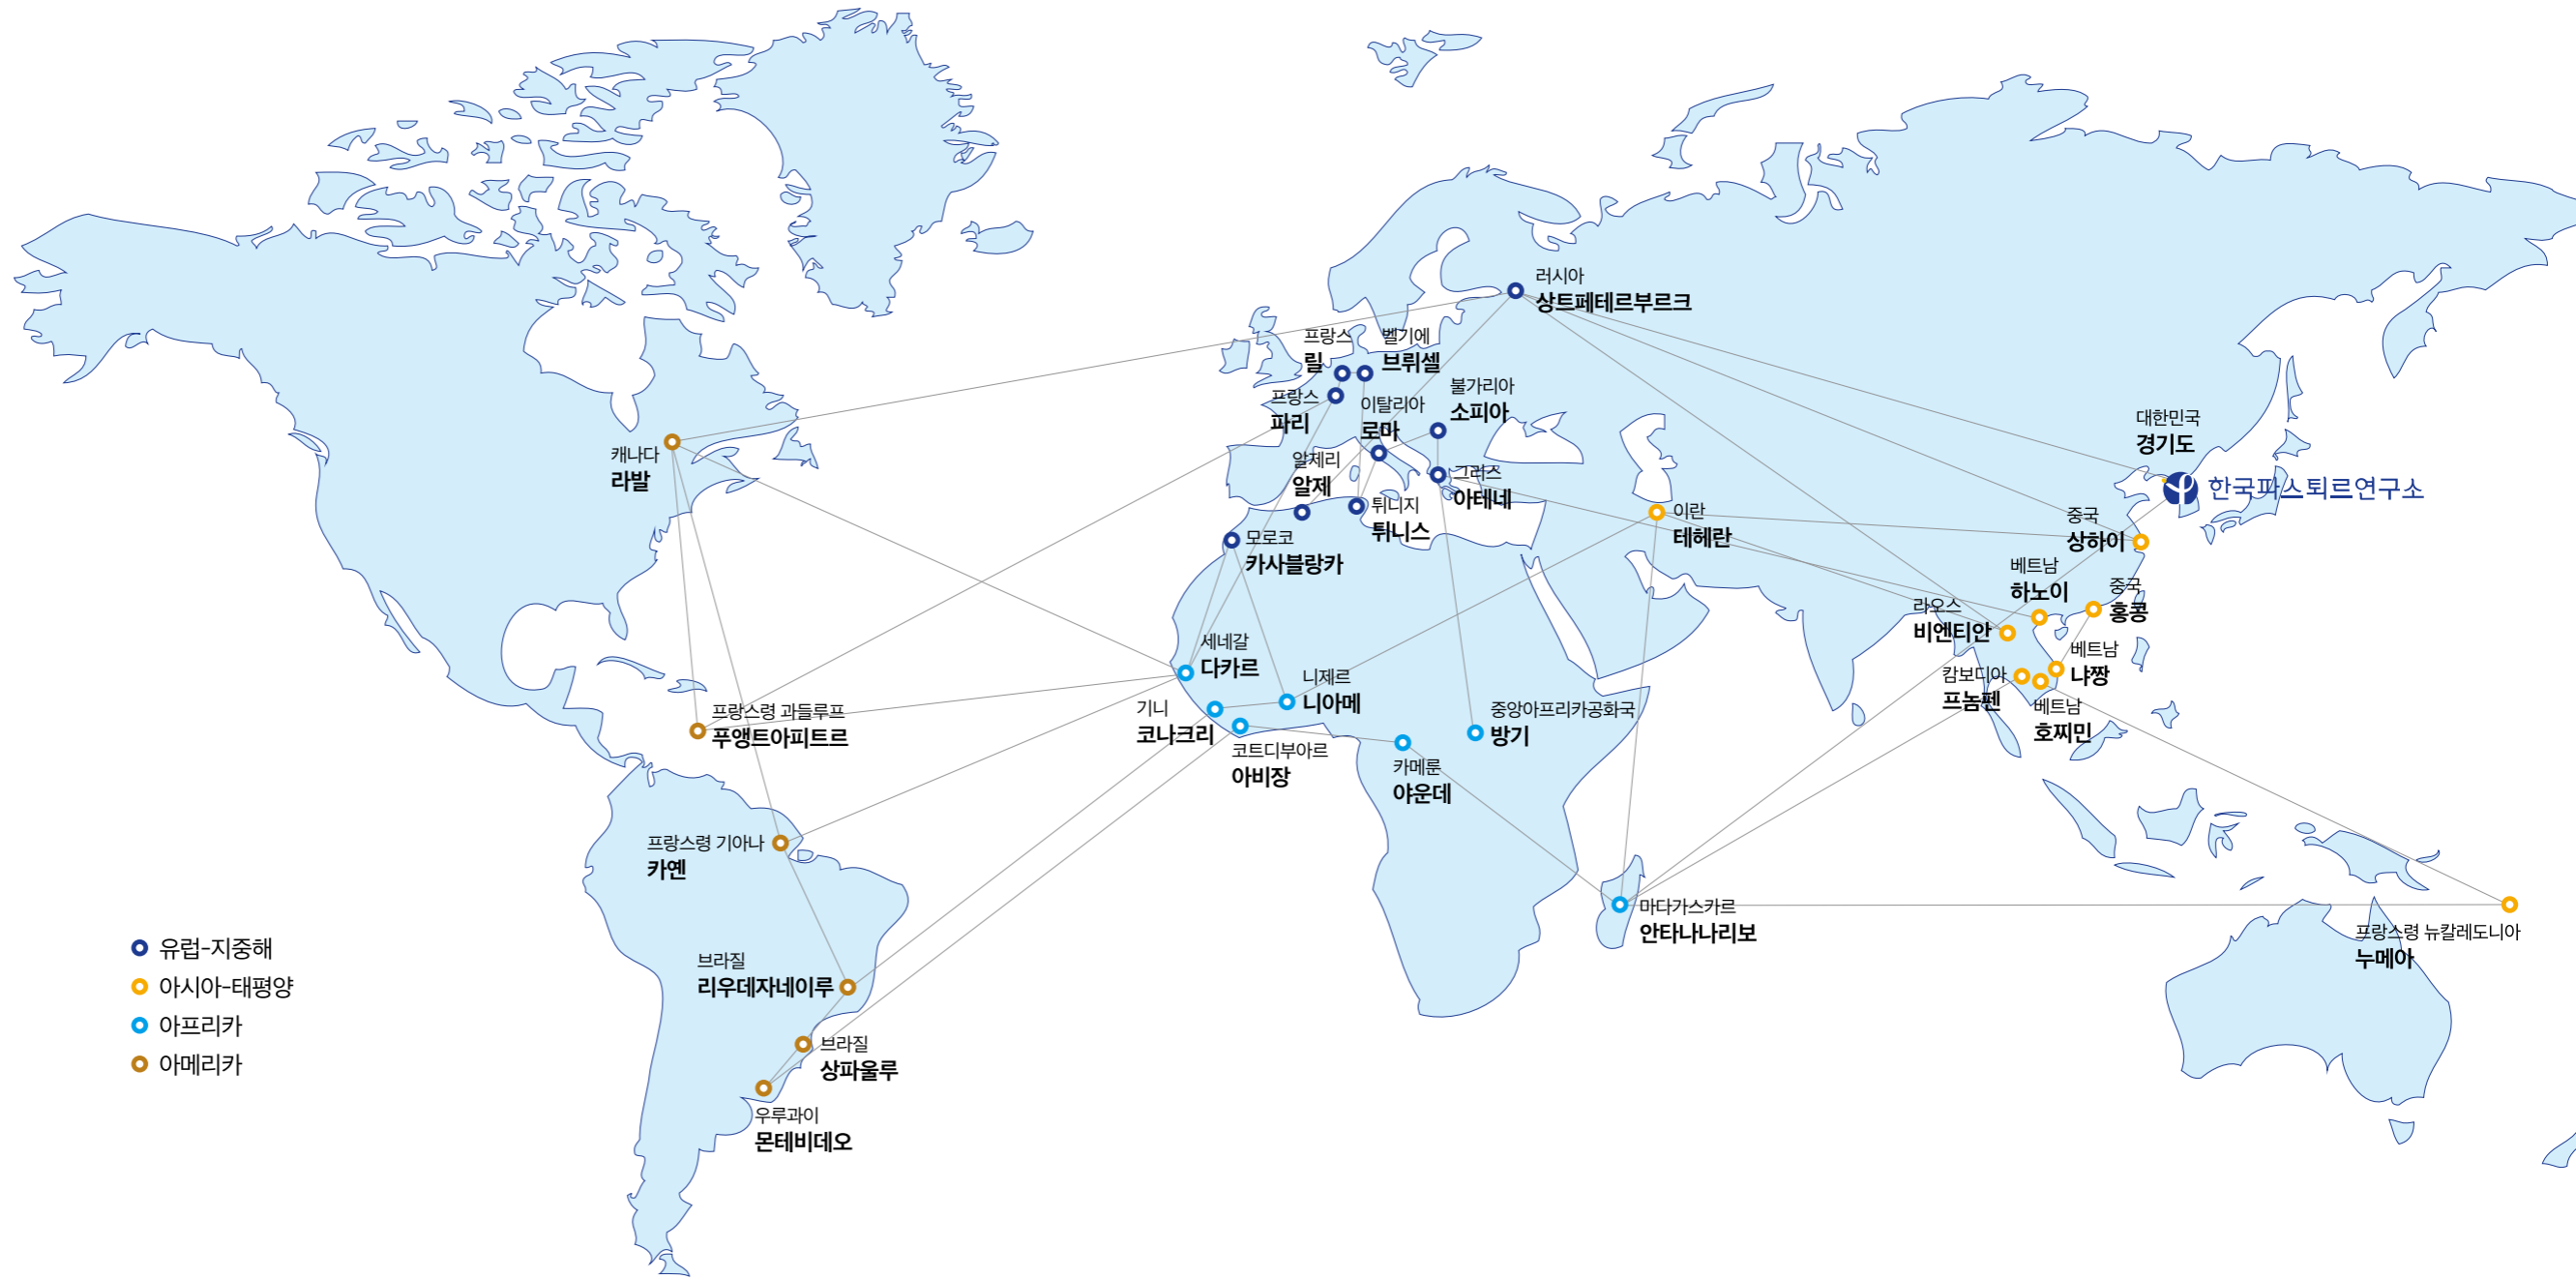 러시아
상트페테르부르크
프랑스
릴
벨기에
브뤼셀
프랑스
파리
이탈리아
로마
불가리아
소피아
알제리
알제
그리즈
아테네
튀니지
튀니스
모로코
카사블랑카
이란
테헤란
대한민국
경기도
한국파스퇴르연구소
중국
상하이
베트남
하노이
중국
홍콩
라오스
비엔티안
베트남
냐짱
캄보디아
프놈펜
베트남
호찌민
캐나다
라발
프랑스령 과들루프
푸앵트아피트르
세네갈
다카르
니제르
니아메
기니
코나크리
코트디부아르
아비장
카메룬
야운데
중앙아프리카공화국
방기
프랑스령 기아나
카옌
마다가스카르
안타나나리보
프랑스령 뉴칼레도니아
누메아
브라질
리우데자네이루
브라질
상파울루
우루과이
몬테비데오
유럽-지중해
아시아-태평양
아프리카
아메리카